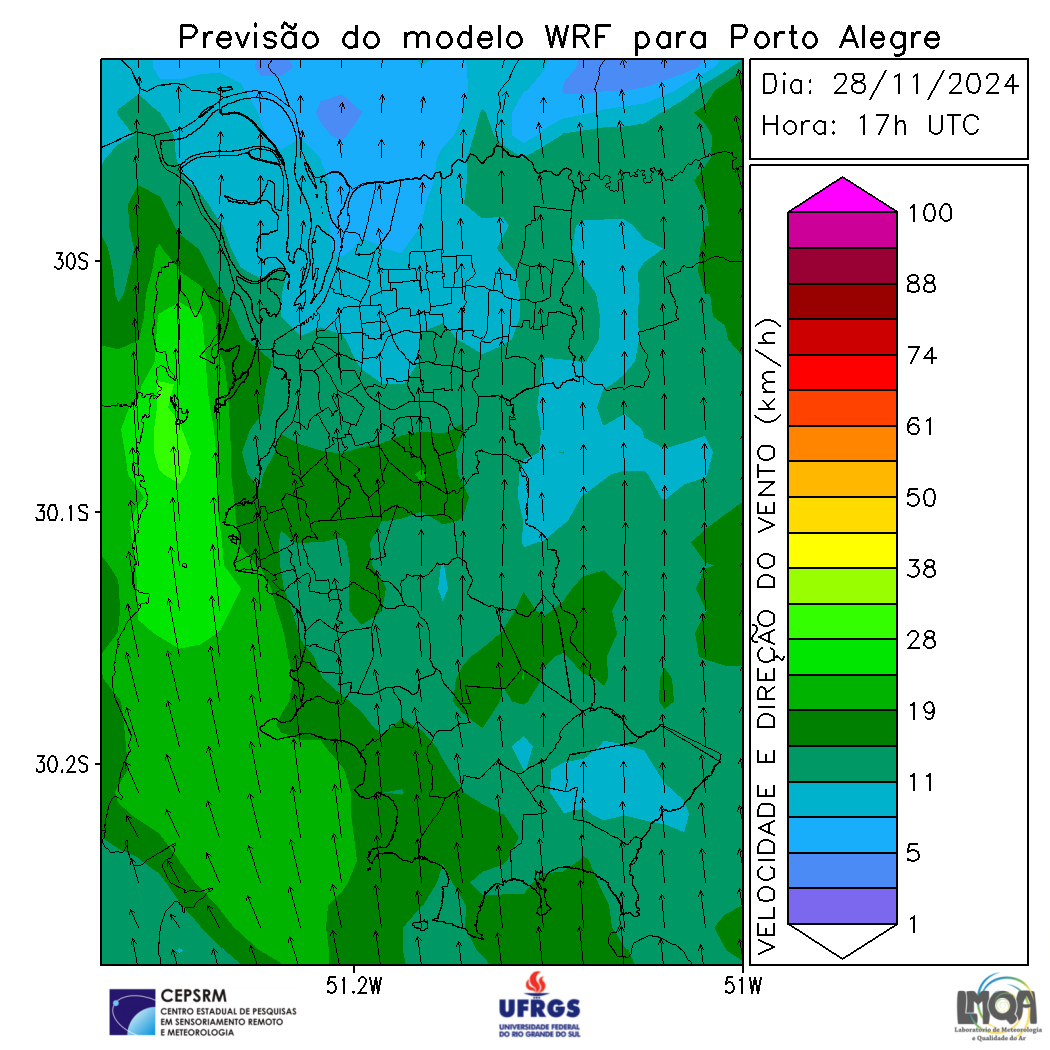 Previsão do modelo WRF para Porto Alegre
Dia: 28/11/2024
Hora: 17h UTC
30S
30.1S
30.2S
51.2W
51W
VELOCIDADE E DIREÇÃO DO VENTO (km/h)
100
88
74
61
50
38
28
19
11
5
1
CEPSRM
CENTRO ESTADUAL DE PESQUISAS
EM SENSORIAMENTO REMOTO
E METEOROLOGIA
UFRGS
UNIVERSIDADE FEDERAL
DO RIO GRANDE DO SUL
LMQA
Laboratório de Meteorologia
e Qualidade do Ar